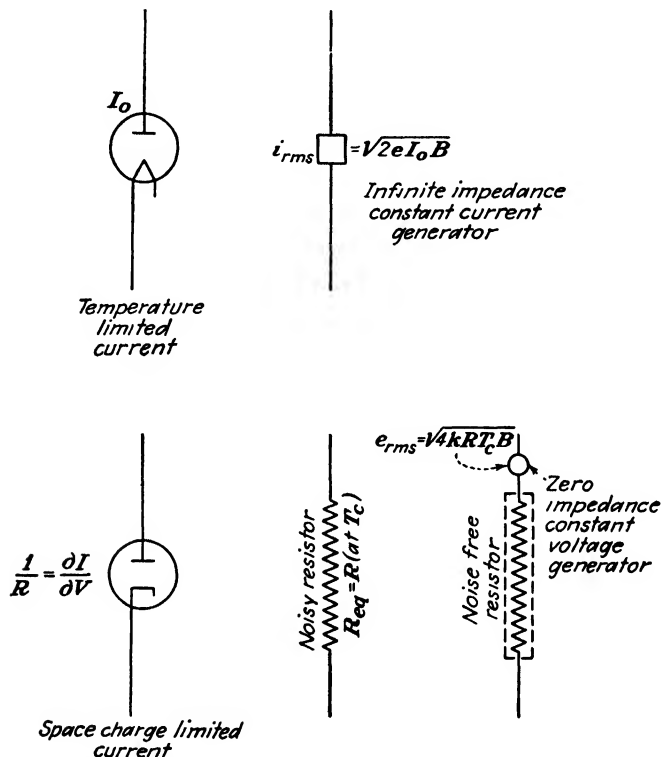 I₀
Temperature
limited
current
i_rms = √2eI₀B
Infinite impedance
constant current
generator
1/R = ∂I/∂V
Space charge limited
current
Noisy resistor
R_eq = R (at T_c)
e_rms = √4kRT_cB
Zero
impedance
constant
voltage
generator
Noise free
resistor